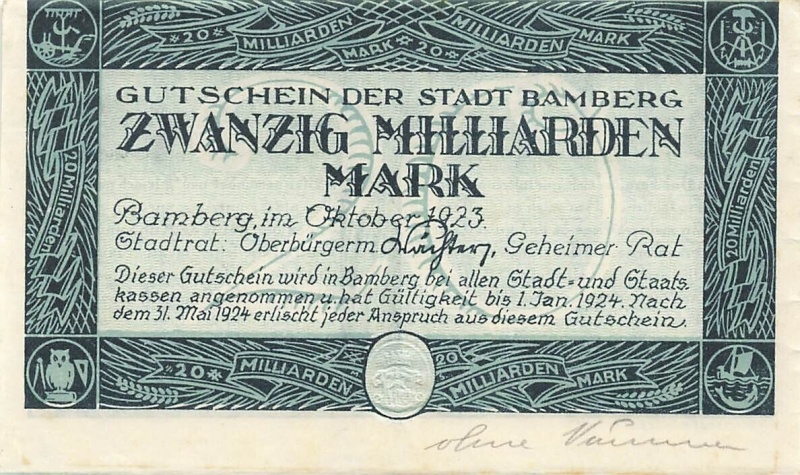 20 MILLIARDEN MARK 20 MILLIARDEN MARK
GUTSCHEIN DER STADT BAMBERG
ZWANZIG MILLIARDEN
MARK
Bamberg, im Oktober 1923.
Stadtrat: Oberbürgerm. Wächter, Geheimer Rat
Dieser Gutschein wird in Bamberg bei allen Stadt= und Staats=
kassen angenommen u. hat Gültigkeit bis 1. Jan. 1924. Nach
dem 31. Mai 1924 erlischt jeder Anspruch aus diesem Gutschein.
20 Milliarden
20 Milliarden
20 MILLIARDEN 20 MILLIARDEN MARK
ohne Nummer